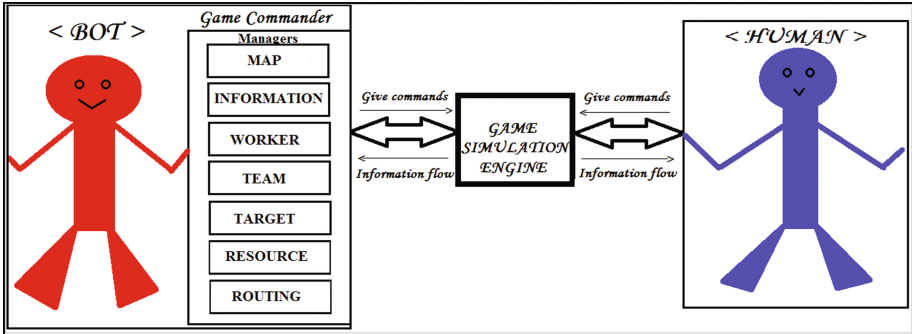 < BOT >
Game Commander
Managers
MAP
INFORMATION
WORKER
TEAM
TARGET
RESOURCE
ROUTING
Give commands
Information flow
GAME
SIMULATION
ENGINE
Give commands
Information flow
< HUMAN >